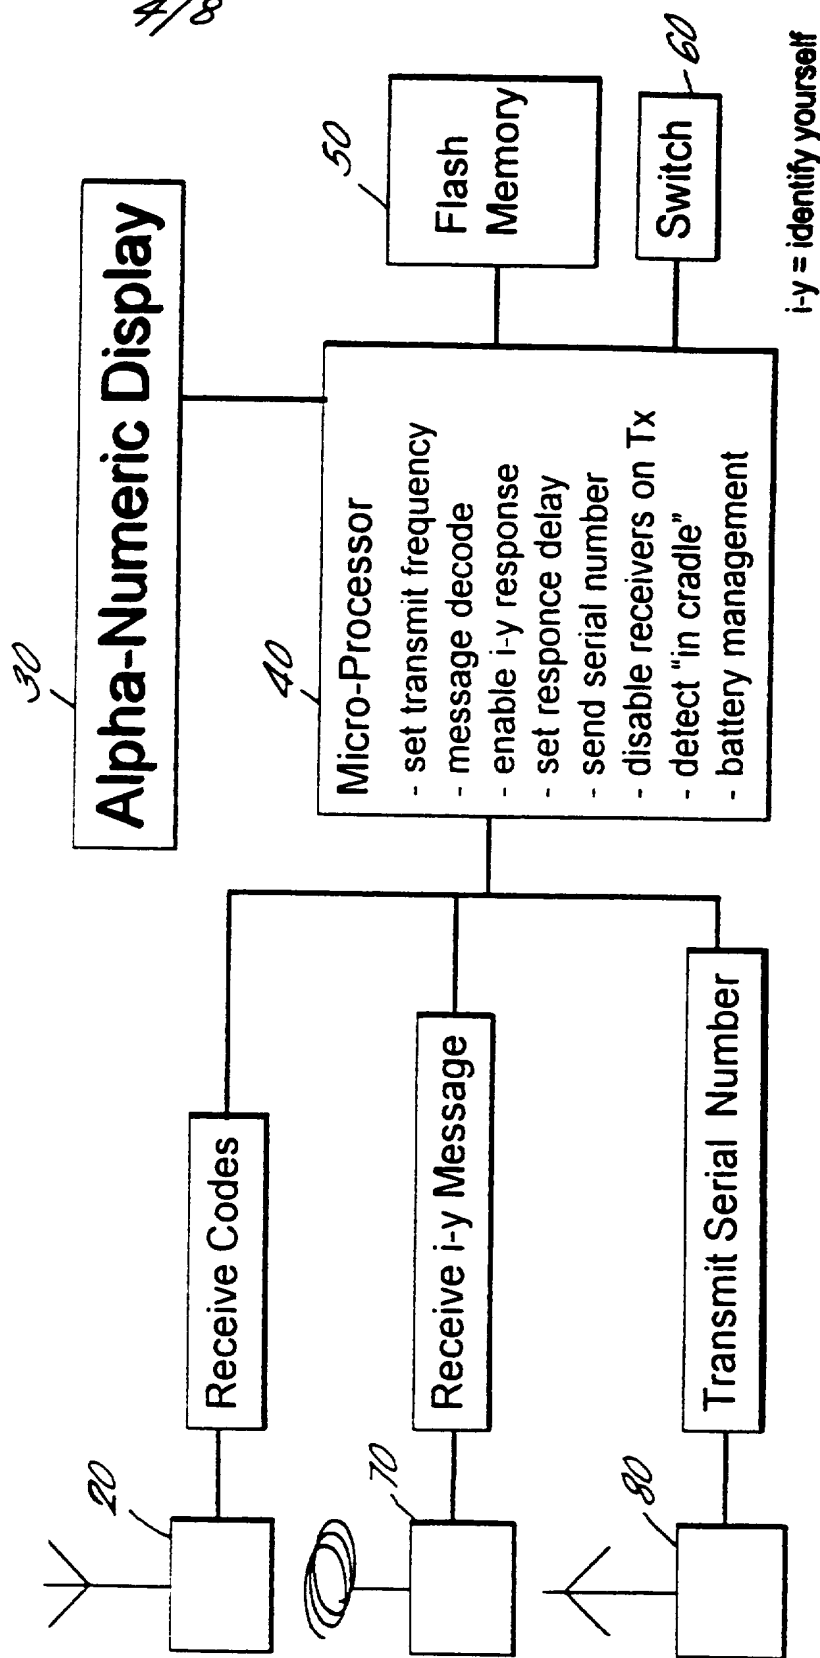 4/8
30
Alpha-Numeric Display
20
Receive Codes
40
Micro-Processor
- set transmit frequency
- message decode
- enable i-y response
- set responce delay
- send serial number
- disable receivers on Tx
- detect "in cradle"
- battery management
50
Flash
Memory
70
Receive i-y Message
60
Switch
80
Transmit Serial Number
i-y = identify yourself